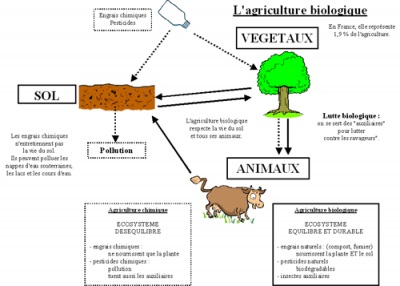 L'agriculture biologique
Engrais chimiques
Pesticides
VEGETAUX
En France, elle représente
1,9 % de l'agriculture.
SOL
L'agriculture biologique
respecte la vie du sol
et tous ses animaux.
Lutte biologique :
on se sert des "auxiliaires"
pour lutter
contre les ravageurs"
Les engrais chimiques
n'entretiennent pas
la vie du sol.
Ils peuvent polluer les
nappes d'eau souterraines,
les lacs et les cours d'eau.
Pollution
ANIMAUX
Agriculture chimique
ECOSYSTEME
DESEQUILIBRE
- engrais chimiques :
ne nourrissent que la plante
- pesticides chimiques :
pollution
tuent aussi les auxiliaires
Agriculture biologique
ECOSYSTEME
EQUILIBRE ET DURABLE
- engrais naturels : (compost, fumier)
nourrissent la plante ET le sol
- pesticides naturels
biodégradables
- insectes auxiliaires